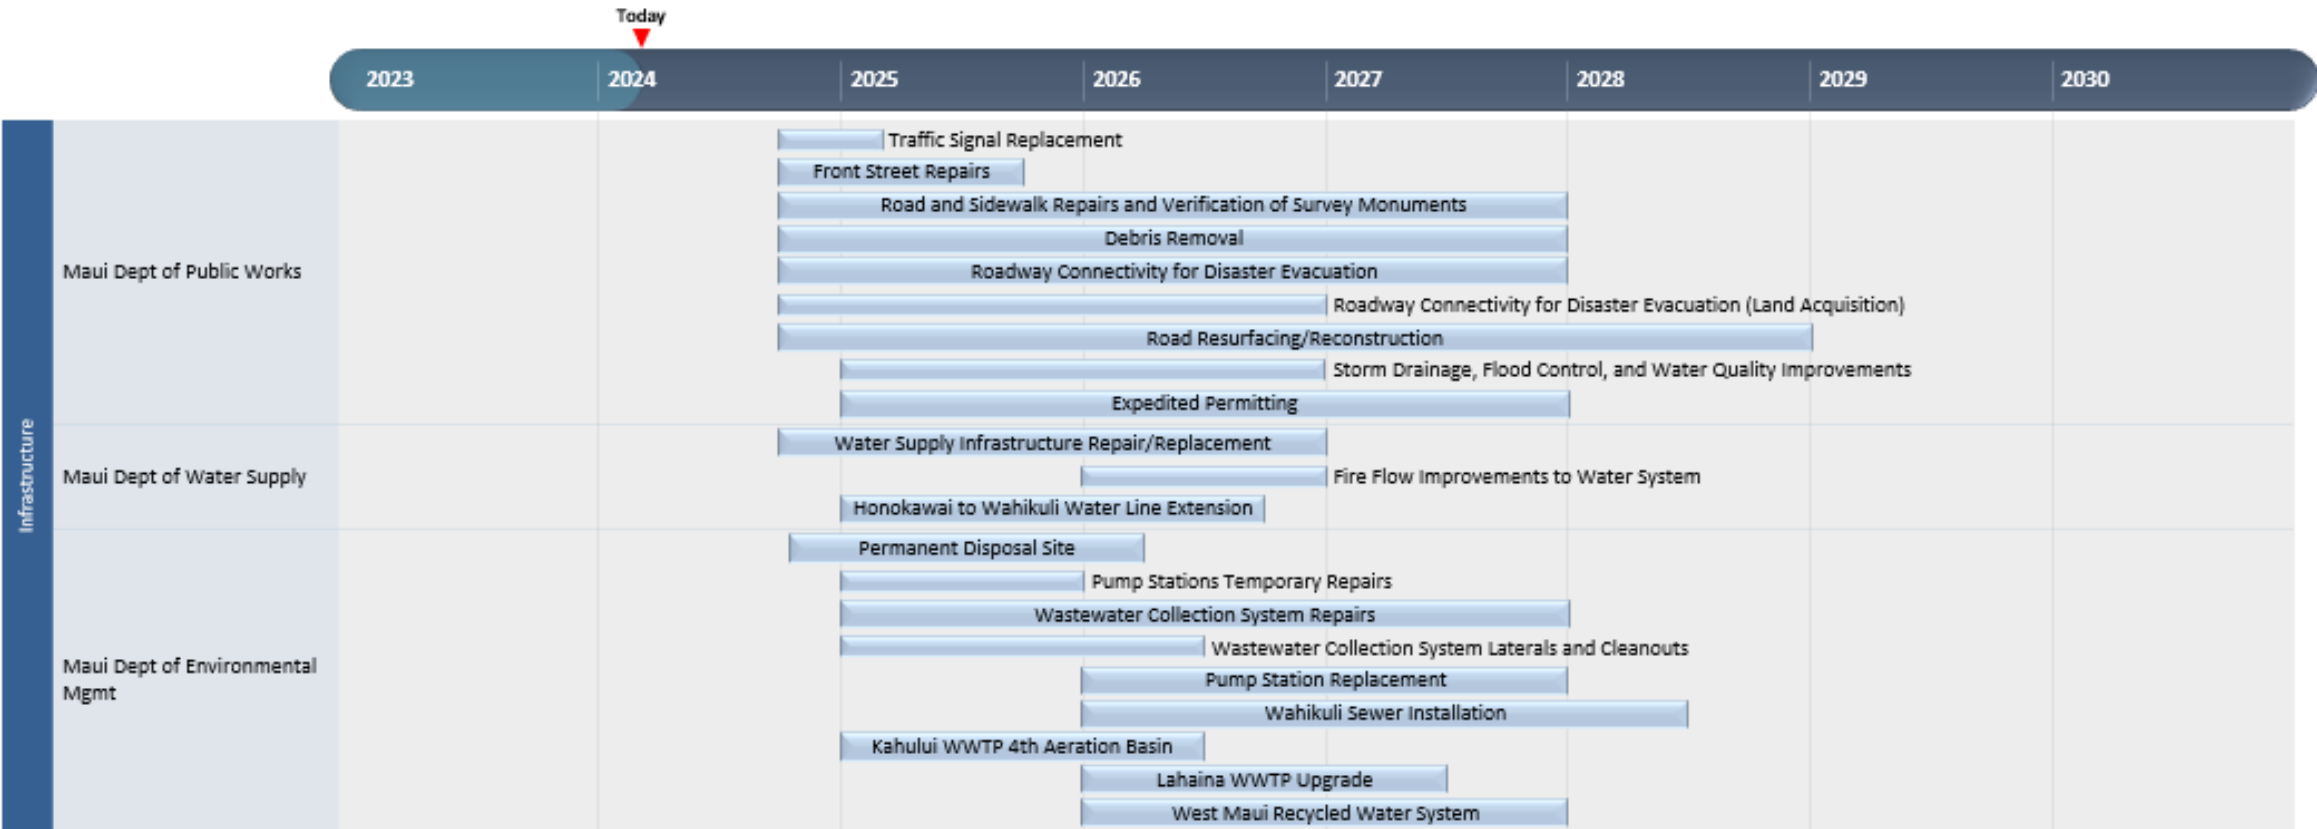 Today
2023 2024 2025 2026 2027 2028 2029 2030
Infrastructure
Maui Dept of Public Works
Traffic Signal Replacement
Front Street Repairs
Road and Sidewalk Repairs and Verification of Survey Monuments
Debris Removal
Roadway Connectivity for Disaster Evacuation
Roadway Connectivity for Disaster Evacuation (Land Acquisition)
Road Resurfacing/Reconstruction
Storm Drainage, Flood Control, and Water Quality Improvements
Expedited Permitting
Maui Dept of Water Supply
Water Supply Infrastructure Repair/Replacement
Fire Flow Improvements to Water System
Honokawai to Wahikuli Water Line Extension
Maui Dept of Environmental
Mgmt
Permanent Disposal Site
Pump Stations Temporary Repairs
Wastewater Collection System Repairs
Wastewater Collection System Laterals and Cleanouts
Pump Station Replacement
Wahikuli Sewer Installation
Kahului WWTP 4th Aeration Basin
Lahaina WWTP Upgrade
West Maui Recycled Water System